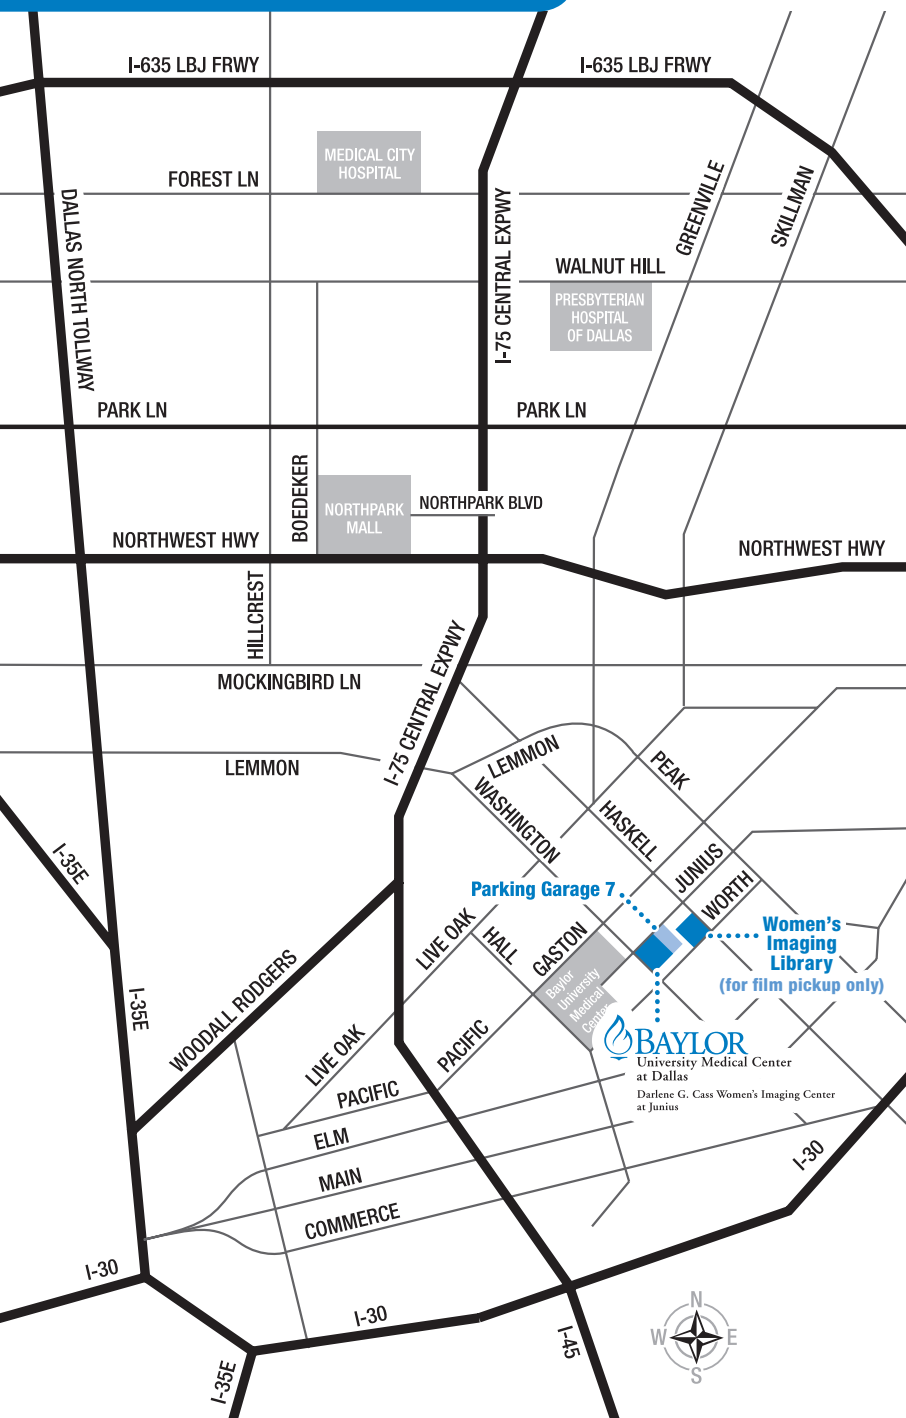 I-635 LBJ FRWY
I-635 LBJ FRWY
MEDICAL CITY
HOSPITAL
FOREST LN
GREENVILLE
SKILLMAN
DALLAS NORTH TOLLWAY
I-75 CENTRAL EXPWY
WALNUT HILL
PRESBYTERIAN
HOSPITAL
OF DALLAS
PARK LN
PARK LN
BOEDEKER
NORTHPARK
MALL
NORTHPARK BLVD
NORTHWEST HWY
NORTHWEST HWY
HILLCREST
MOCKINGBIRD LN
I-75 CENTRAL EXPWY
LEMMON
LEMMON
PEAK
WASHINGTON
HASKELL
I-35E
JUNIUS
WORTH
Parking Garage 7
LIVE OAK
HALL
GASTON
Women's
Imaging
Library
(for film pickup only)
Baylor
University
Medical
Center
I-35E
WOODALL RODGERS
LIVE OAK
PACIFIC
BAYLOR
University Medical Center
at Dallas
Darlene G. Cass Women's Imaging Center
at Junius
PACIFIC
ELM
MAIN
COMMERCE
I-30
I-30
I-30
I-45
I-35E
N
W
E
S